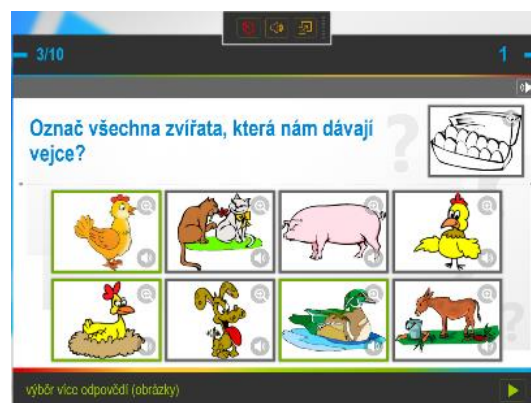 3/10
1
Označ všechna zvířata, která nám dávají
vejce?
výběr více odpovědí (obrázky)